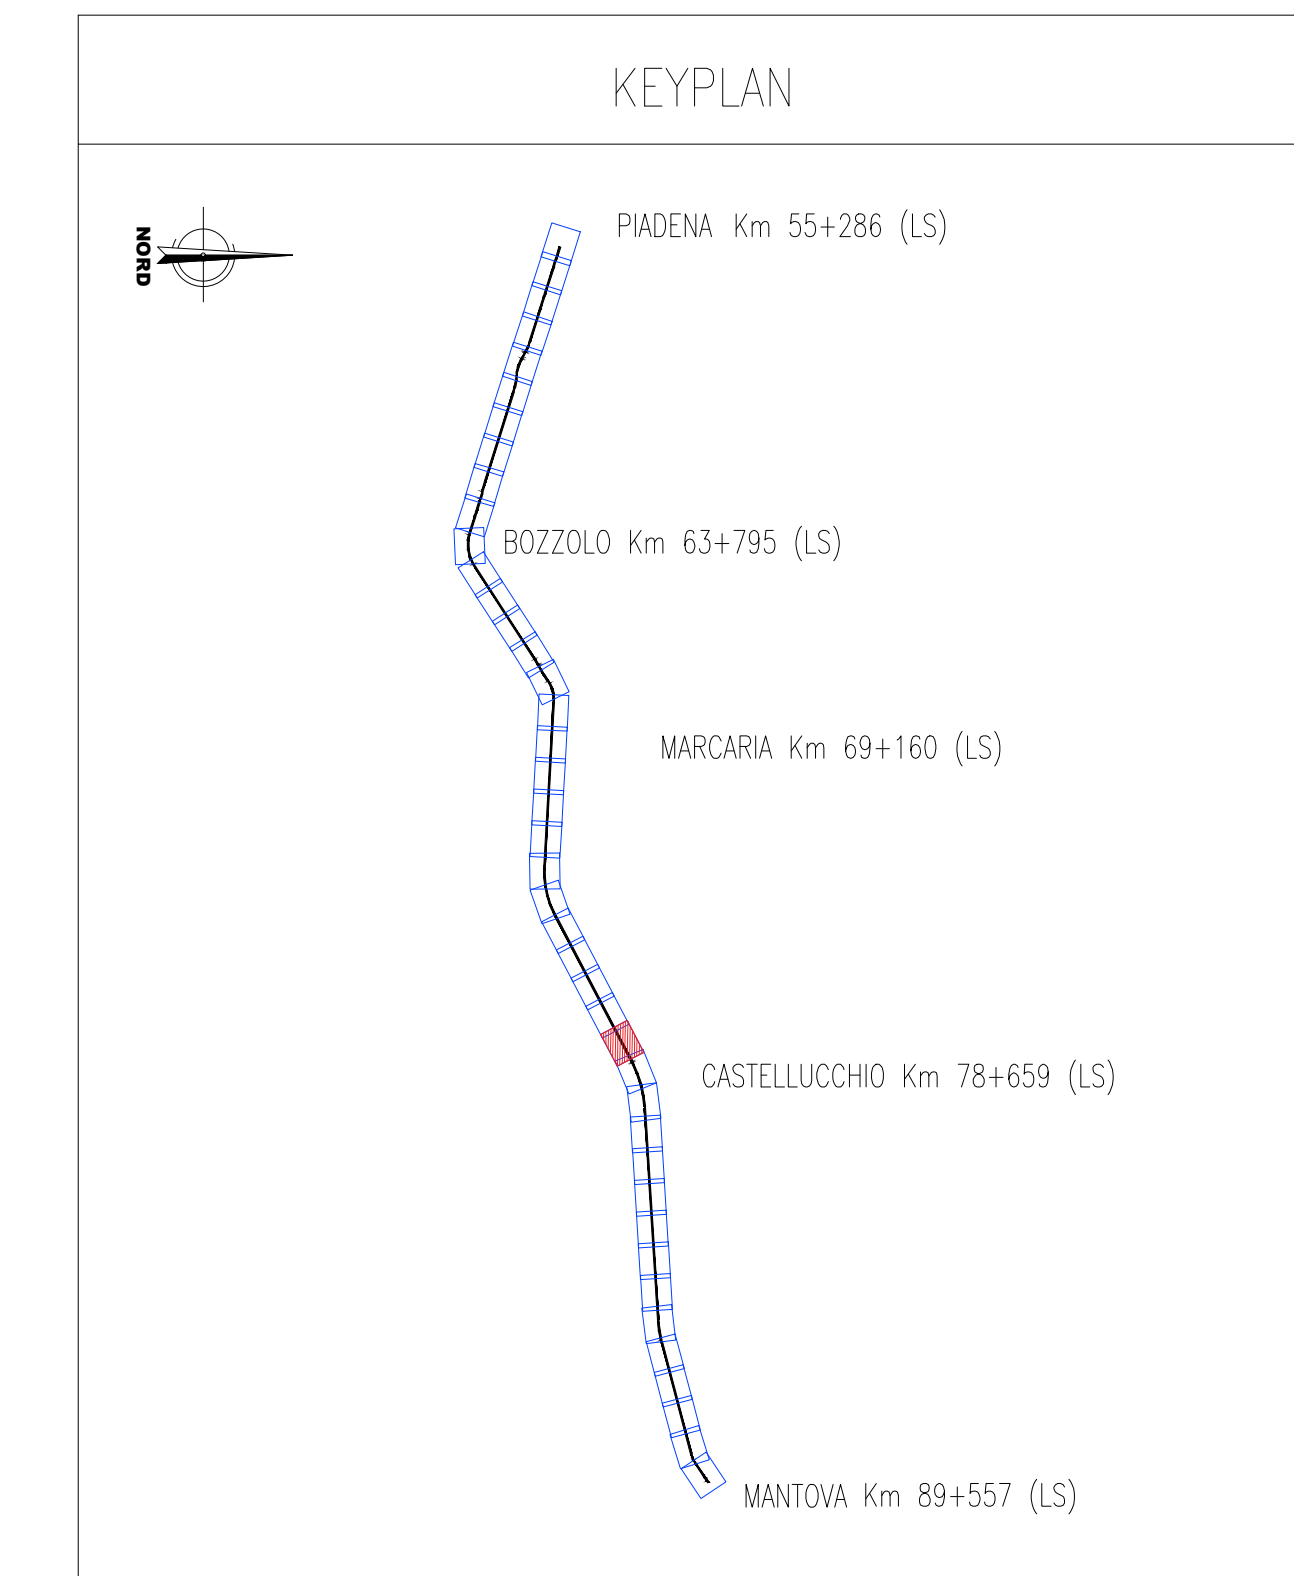 KEYPLAN
NORD
PIADENA Km 55+286 (LS)
BOZZOLO Km 63+795 (LS)
MARCARIA Km 69+160 (LS)
CASTELLUCCHIO Km 78+659 (LS)
MANTOVA Km 89+557 (LS)